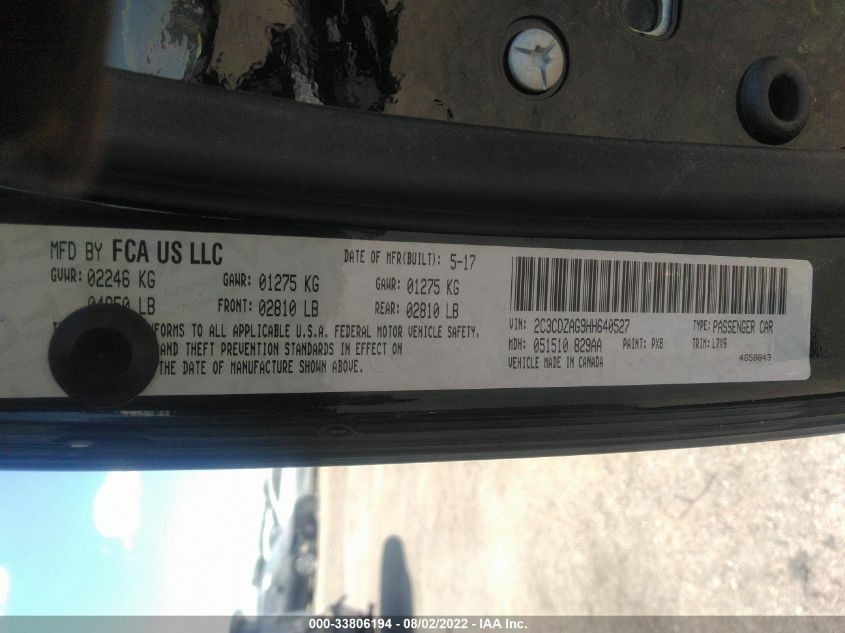 MFD BY FCA US LLC DATE OF MFR(BUILT): 5-17
GVWR: 02246 KG GAWR: 01275 KG GAWR: 01275 KG
04950 LB FRONT: 02810 LB REAR: 02810 LB
TO ALL APPLICABLE U.S.A. FEDERAL MOTOR VEHICLE SAFETY,
AND THEFT PREVENTION STANDARDS IN EFFECT ON
THE DATE OF MANUFACTURE SHOWN ABOVE.
VIN: 2C3CDZAG9HH640527 TYPE: PASSENGER CAR
MDH: 051510 829AA PAINT: PX8 TRIM: L7X9
VEHICLE MADE IN CANADA 4658843
000-33806194 - 08/02/2022 - IAA Inc.